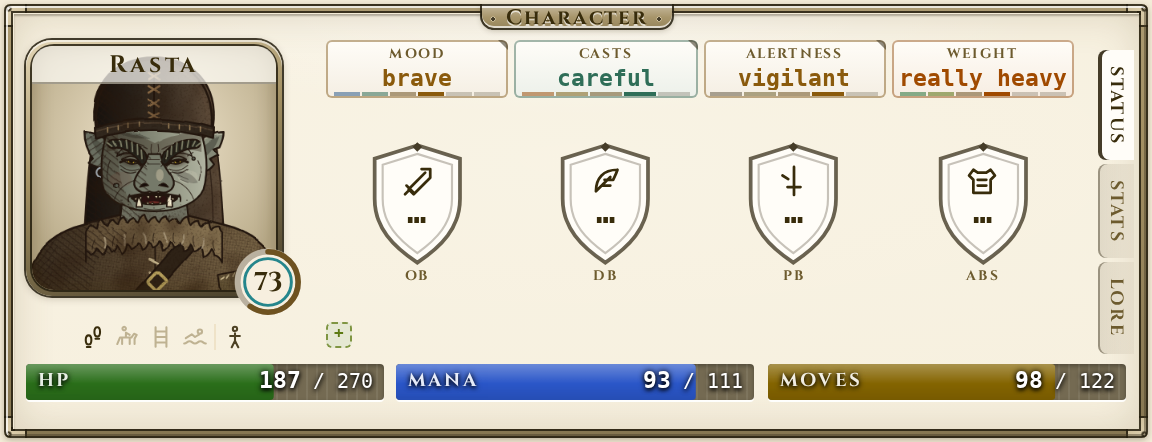 CHARACTER
RASTA
73
MOOD
brave
CASTS
careful
ALERTNESS
vigilant
WEIGHT
really heavy
...
OB
...
DB
...
PB
...
ABS
STATUS
STATS
LORE
+
HP 187 / 270
MANA 93 / 111
MOVES 98 / 122